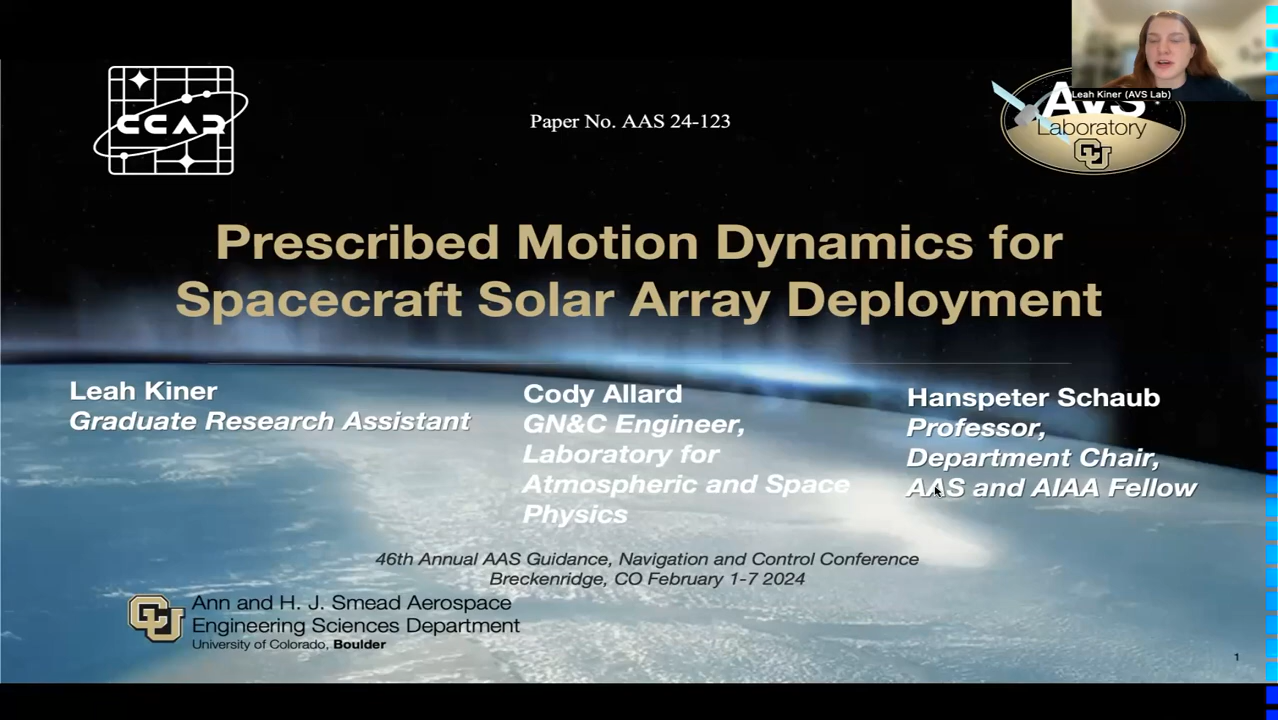 Leah Kiner (AVS Lab)
CCAR
Paper No. AAS 24-123
AVS
Laboratory
CU
Prescribed Motion Dynamics for
Spacecraft Solar Array Deployment
Leah Kiner
Graduate Research Assistant
Cody Allard
GN&C Engineer,
Laboratory for
Atmospheric and Space
Physics
Hanspeter Schaub
Professor,
Department Chair,
AAS and AIAA Fellow
46th Annual AAS Guidance, Navigation and Control Conference
Breckenridge, CO February 1-7 2024
CU
Ann and H. J. Smead Aerospace
Engineering Sciences Department
University of Colorado, Boulder
1